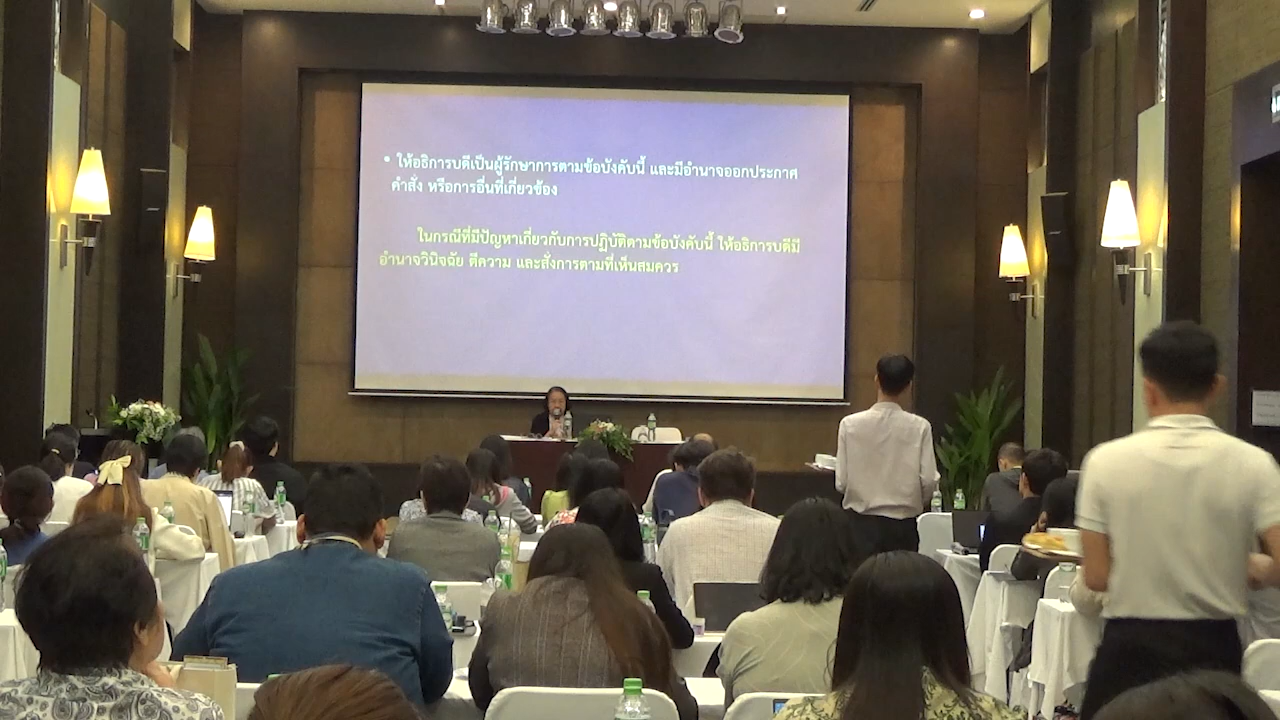 • ให้อธิการบดีเป็นผู้รักษาการตามข้อบังคับนี้ และมีอำนาจออกประกาศ
คำสั่ง หรือการอื่นที่เกี่ยวข้อง
ในกรณีที่มีปัญหาเกี่ยวกับการปฏิบัติตามข้อบังคับนี้ ให้อธิการบดีมี
อำนาจวินิจฉัย ตีความ และสั่งการตามที่เห็นสมควร